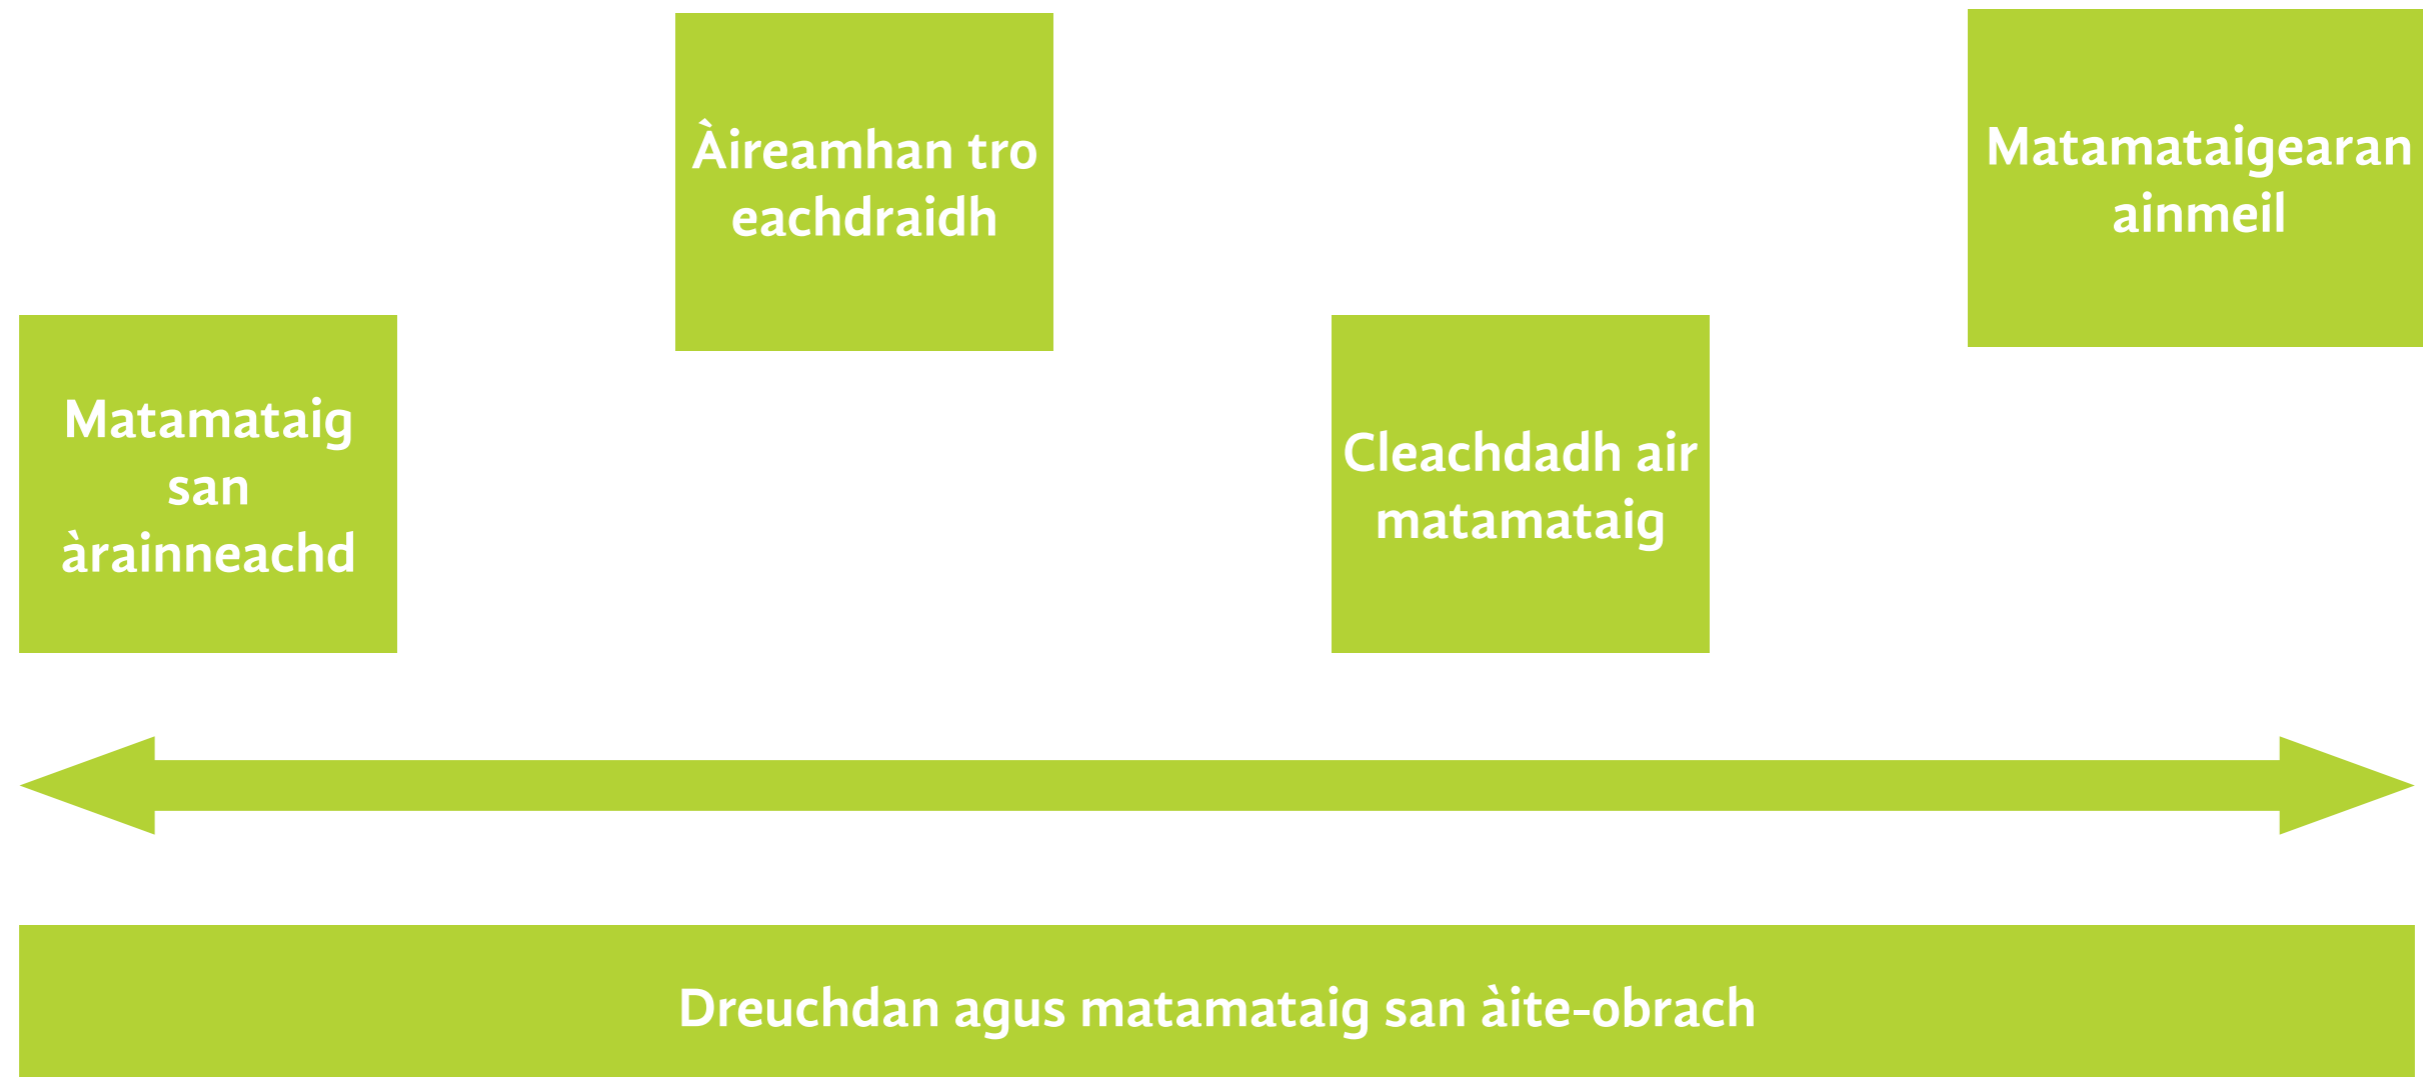 Matamataig
san
àrainneachd
Àireamhan tro
eachdraidh
Cleachdadh air
matamataig
Matamataigearan
ainmeil
Dreuchdan agus matamataig san àite-obrach